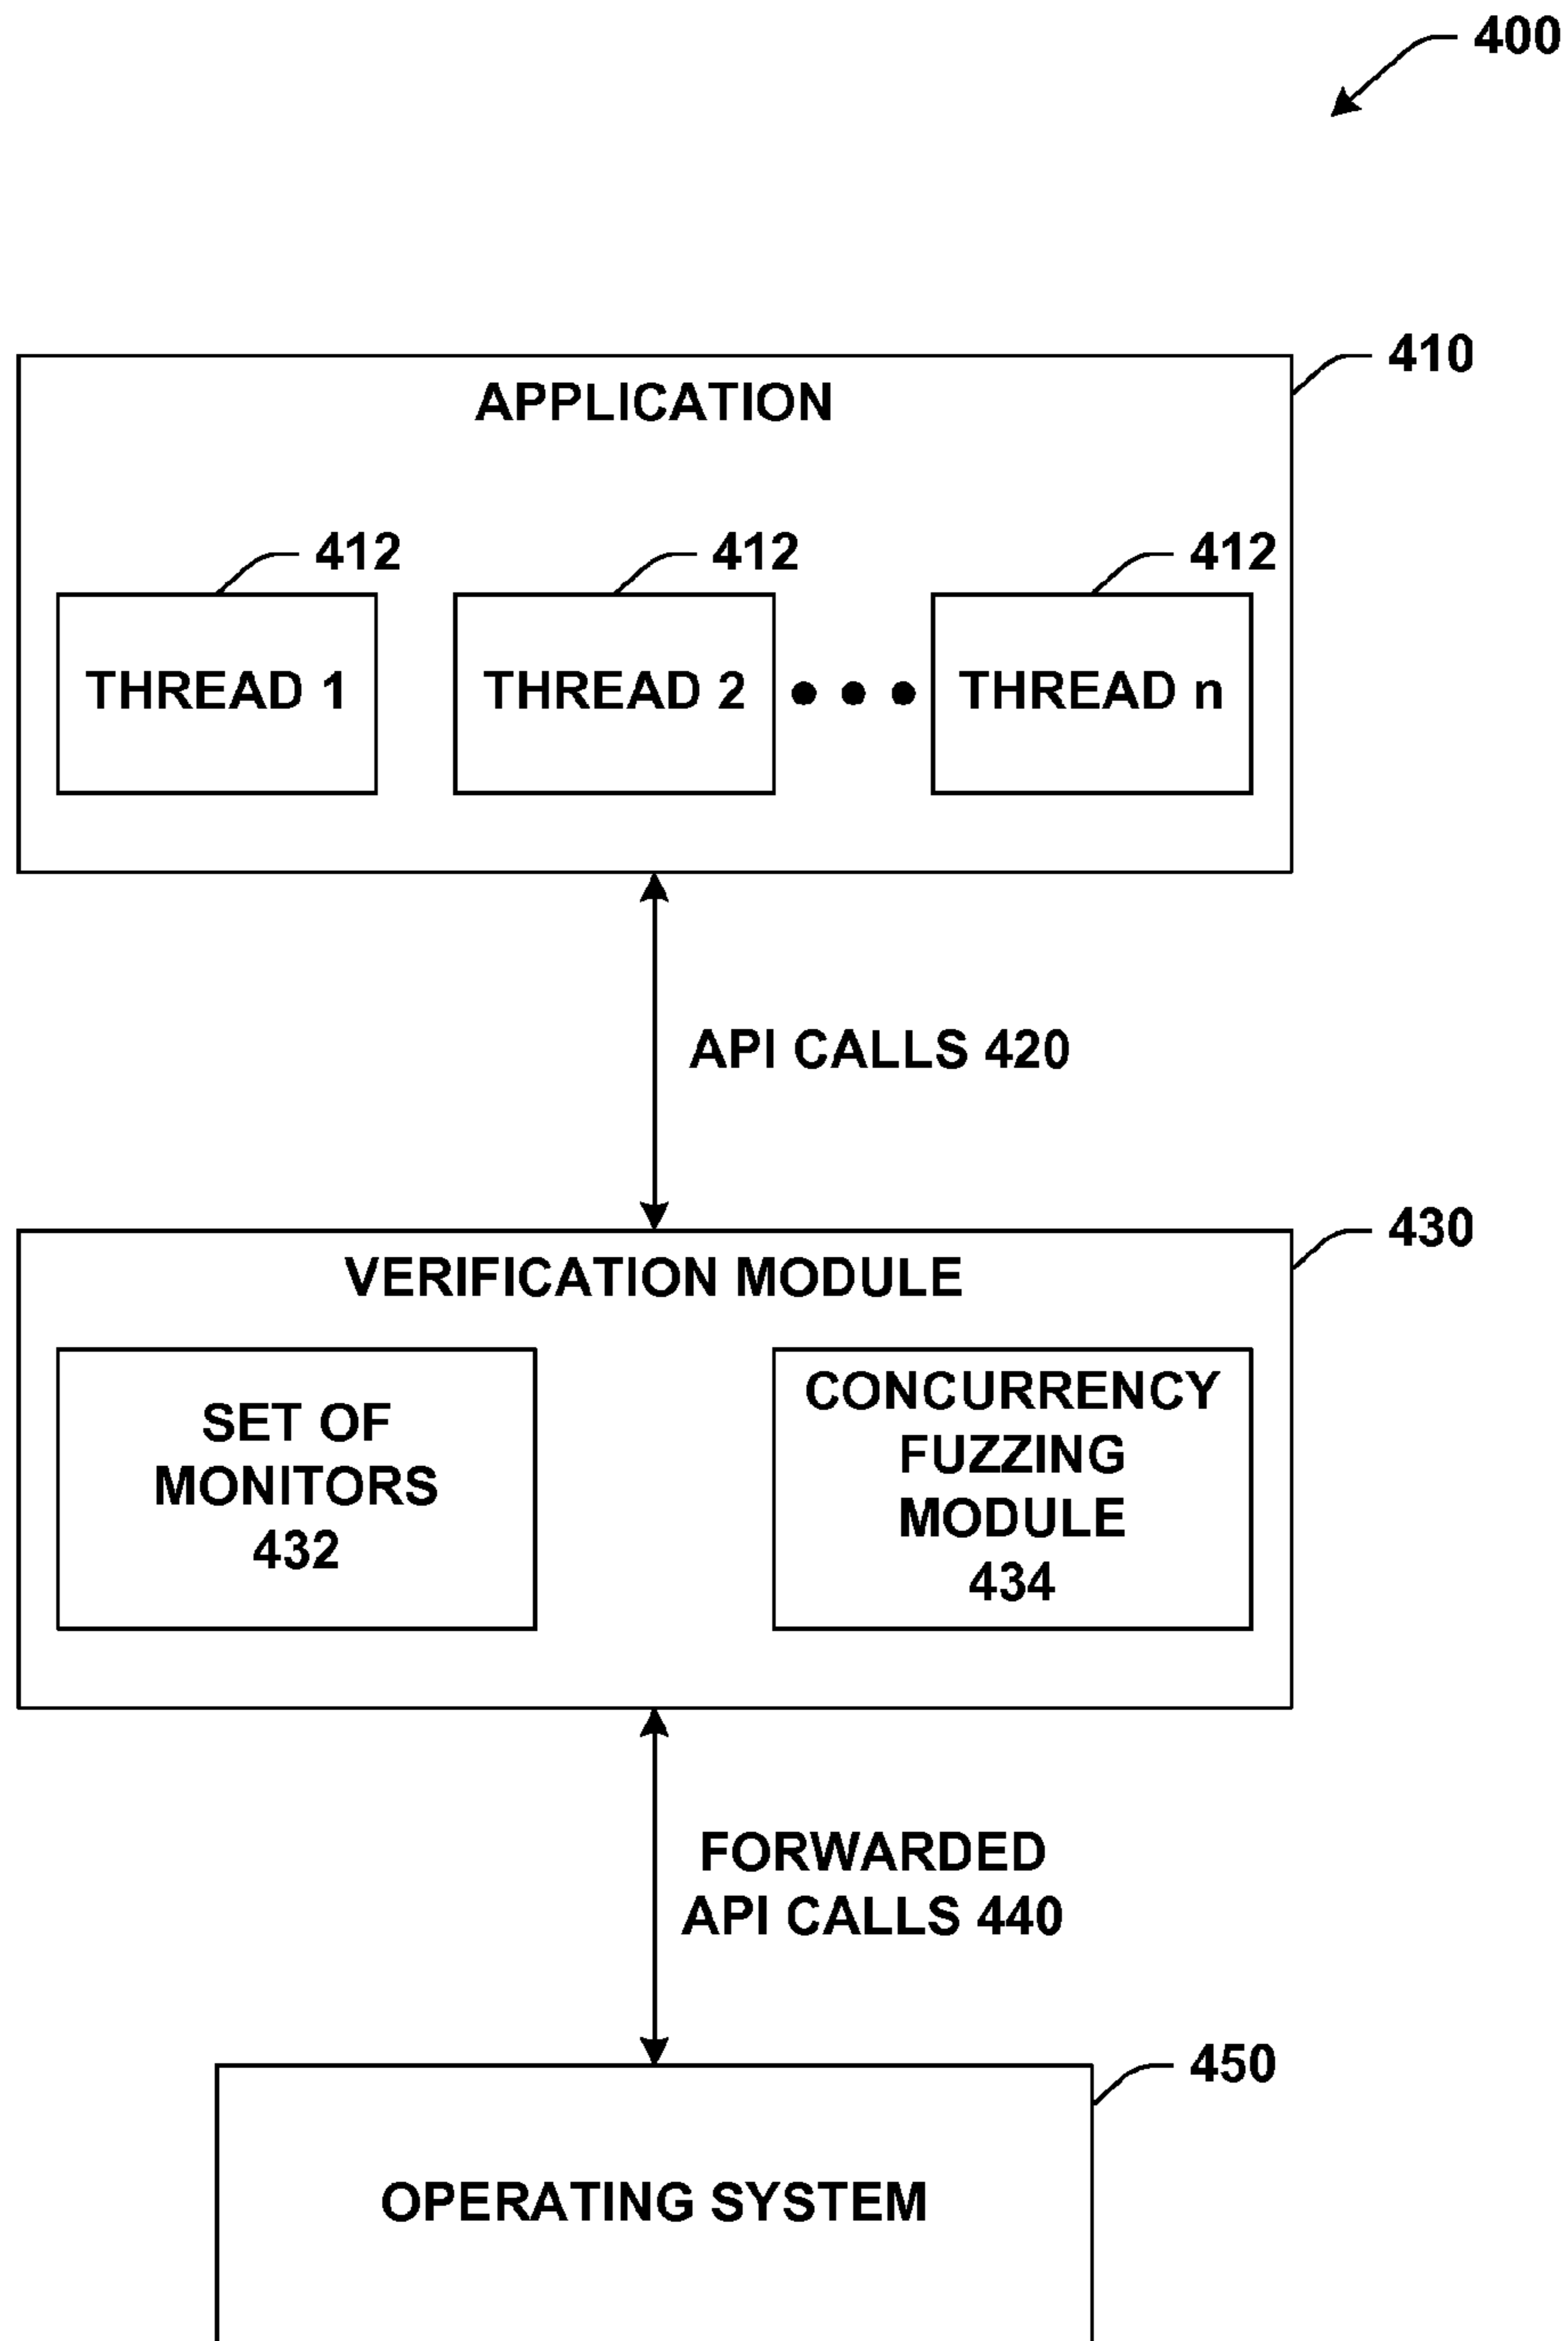 400
410
APPLICATION
412
412
412
THREAD 1
THREAD 2
THREAD n
API CALLS 420
430
VERIFICATION MODULE
SET OF
MONITORS
432
CONCURRENCY
FUZZING
MODULE
434
FORWARDED
API CALLS 440
450
OPERATING SYSTEM